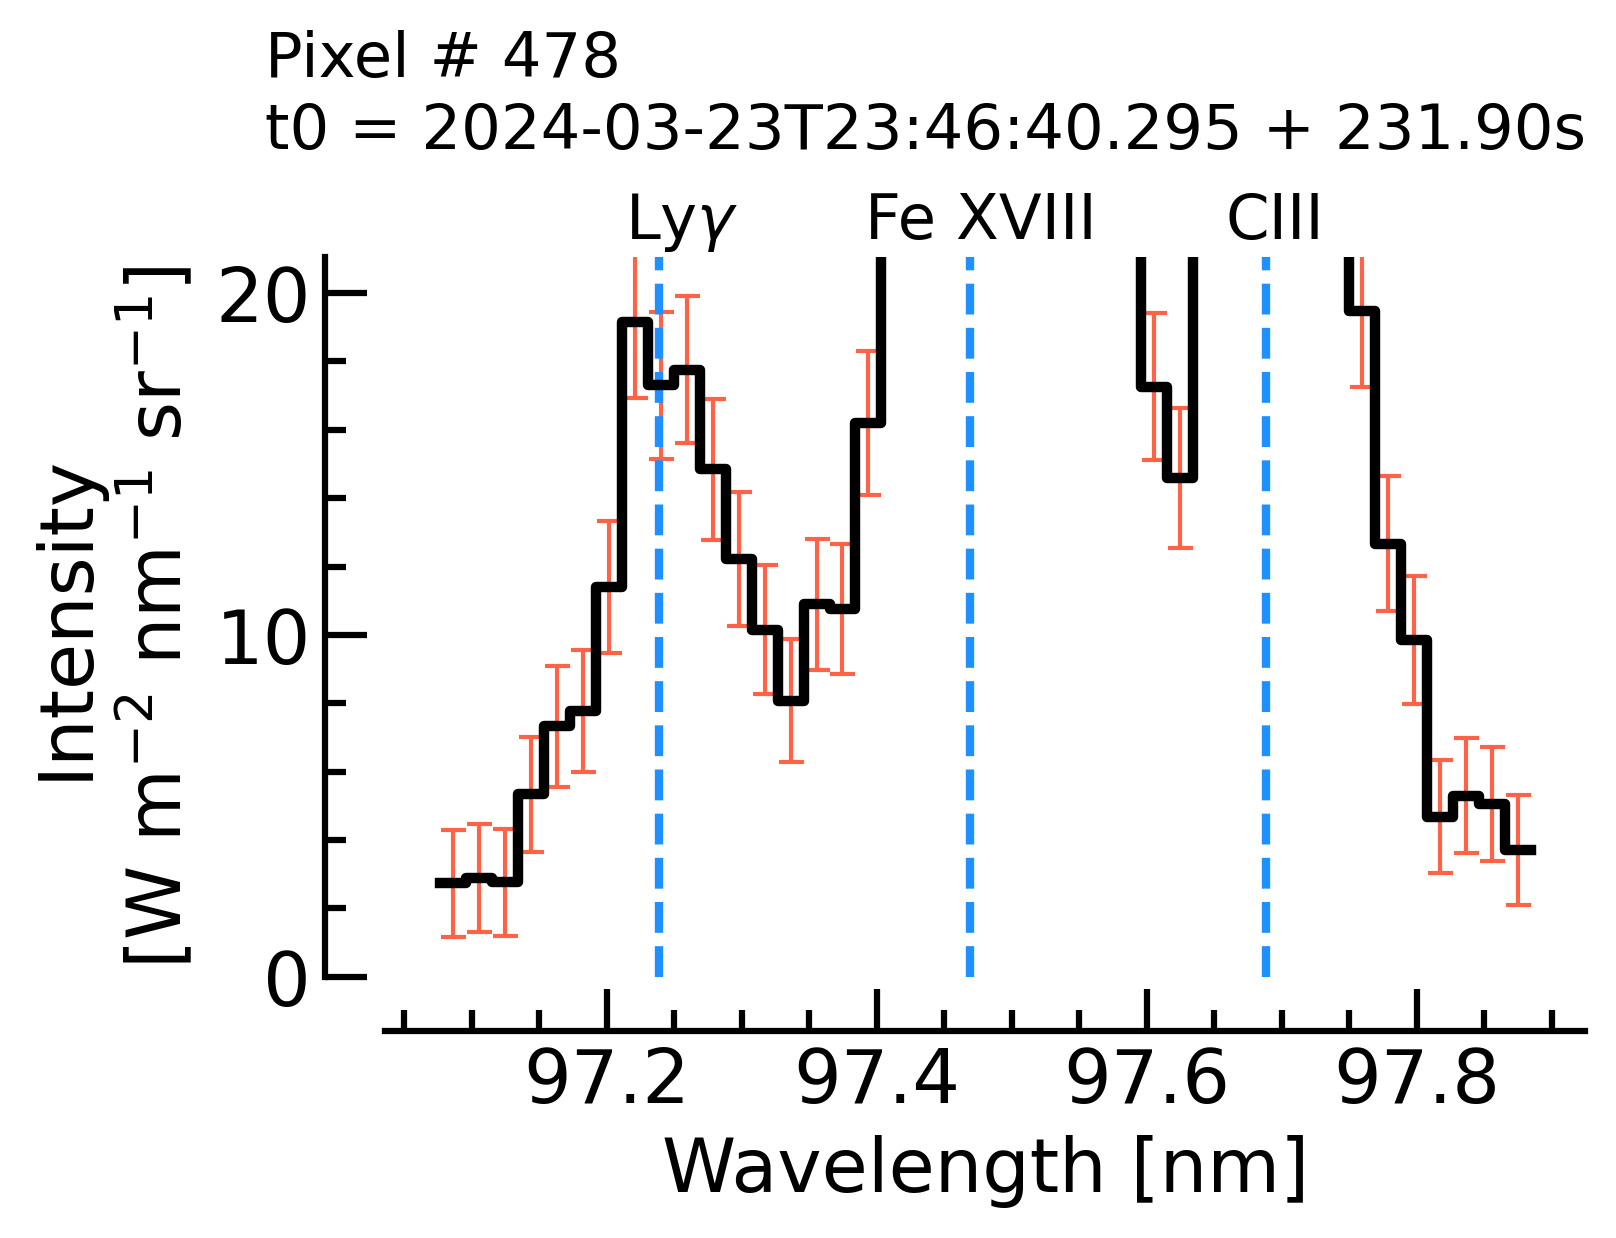 Pixel # 478
t0 = 2024-03-23T23:46:40.295 + 231.90s
Lyγ Fe XVIII CIII
20
10
0
Intensity
[W m⁻² nm⁻¹ sr⁻¹]
97.2 97.4 97.6 97.8
Wavelength [nm]